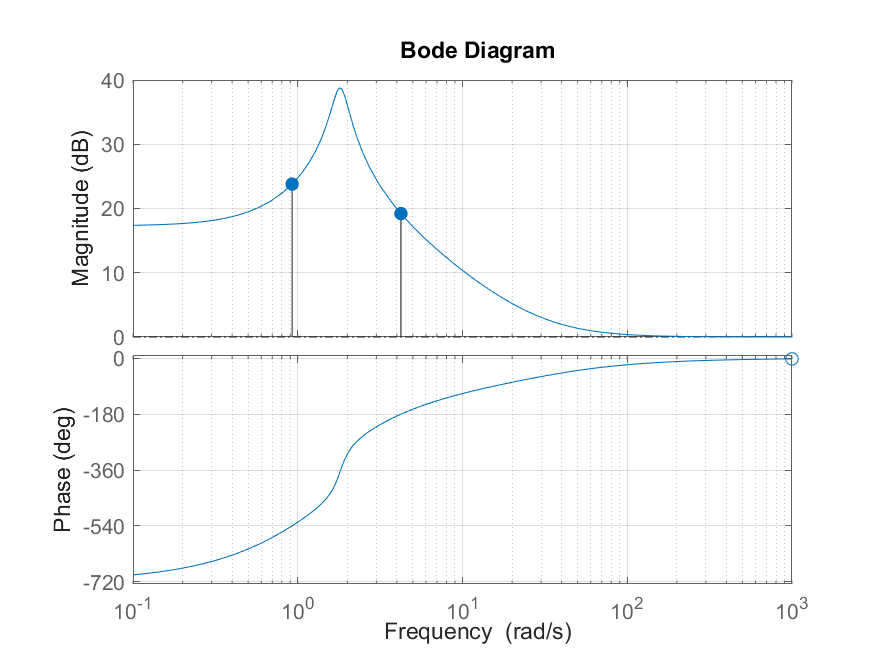 Bode Diagram
Magnitude (dB)
40
30
20
10
0
Phase (deg)
0
-180
-360
-540
-720
10^-1 10^0 10^1 10^2 10^3
Frequency (rad/s)